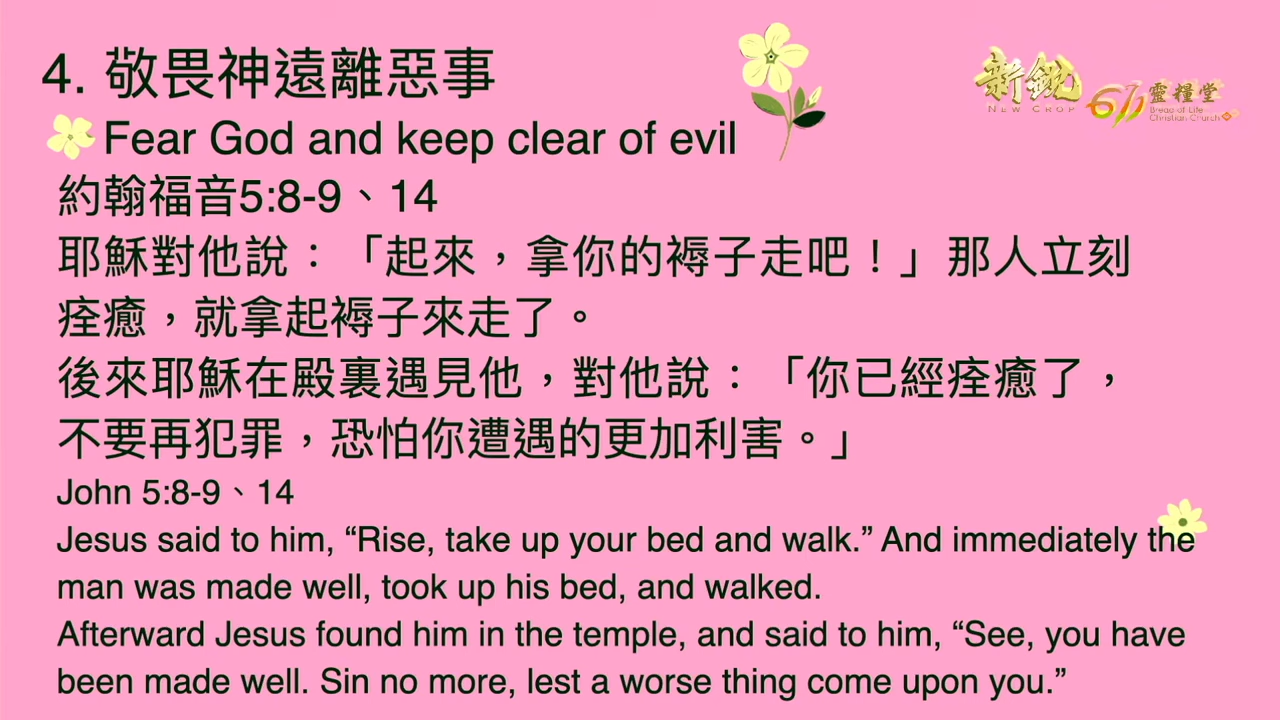 4. 敬畏神遠離惡事
Fear God and keep clear of evil
新銳
NEW CROP
611 靈糧堂
Bread of Life
Christian Church
約翰福音5:8-9、14
耶穌對他說：「起來，拿你的褥子走吧！」那人立刻
痊癒，就拿起褥子來走了。
後來耶穌在殿裏遇見他，對他說：「你已經痊癒了，
不要再犯罪，恐怕你遭遇的更加利害。」
John 5:8-9、14
Jesus said to him, “Rise, take up your bed and walk.” And immediately the
man was made well, took up his bed, and walked.
Afterward Jesus found him in the temple, and said to him, “See, you have
been made well. Sin no more, lest a worse thing come upon you.”